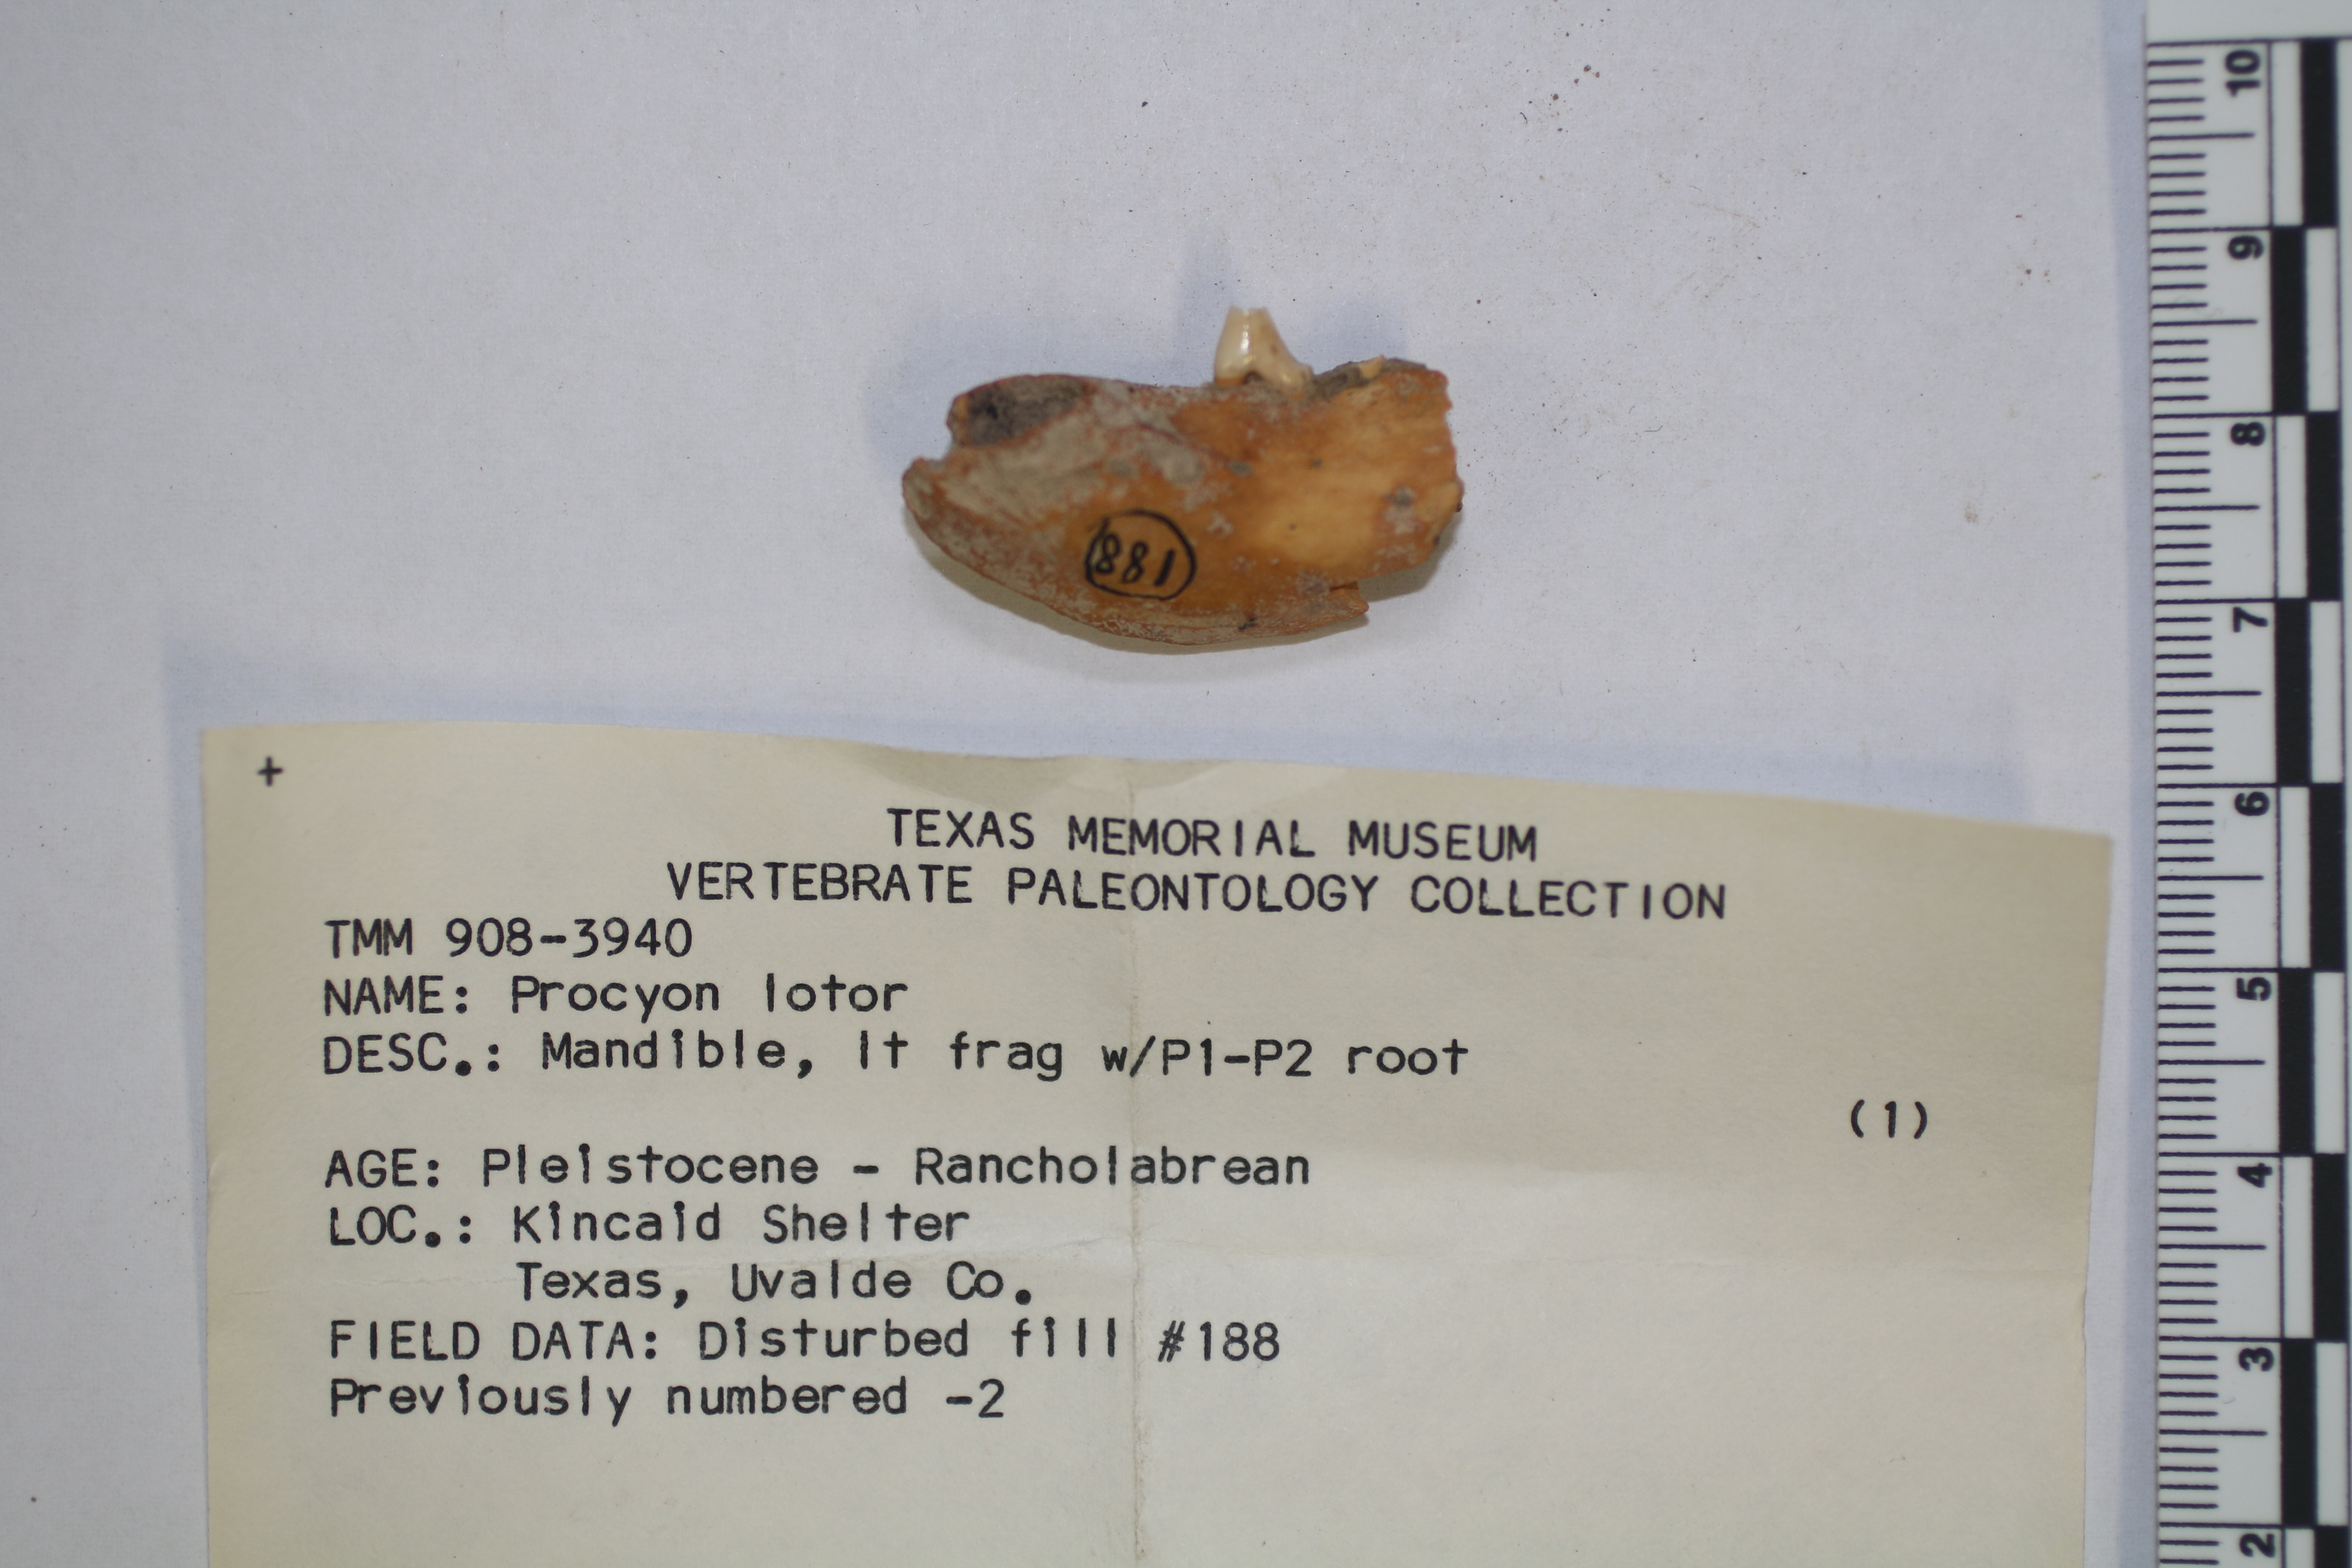 188
+
TEXAS MEMORIAL MUSEUM
VERTEBRATE PALEONTOLOGY COLLECTION
TMM 908-3940
NAME: Procyon lotor
DESC.: Mandible, lt frag w/P1-P2 root
(1)
AGE: Pleistocene - Rancholabrean
LOC.: Kincaid Shelter
Texas, Uvalde Co.
FIELD DATA: Disturbed fill #188
Previously numbered -2
10
9
8
7
6
5
4
3
2